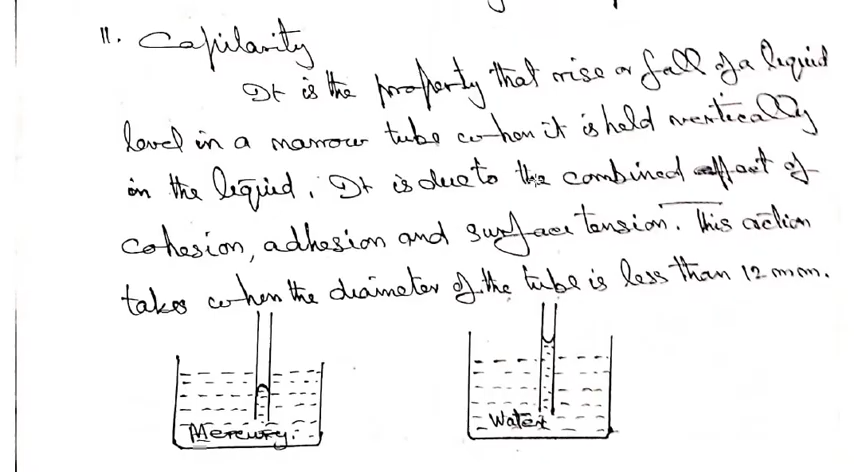 11. Capilarity
It is the property that rise or fall of a liquid
level in a narrow tube when it is held vertically
in the liquid. It is due to the combined effect of
cohesion, adhesion and surface tension. This action
takes when the diameter of the tube is less than 12 mm.
Mercury. Water